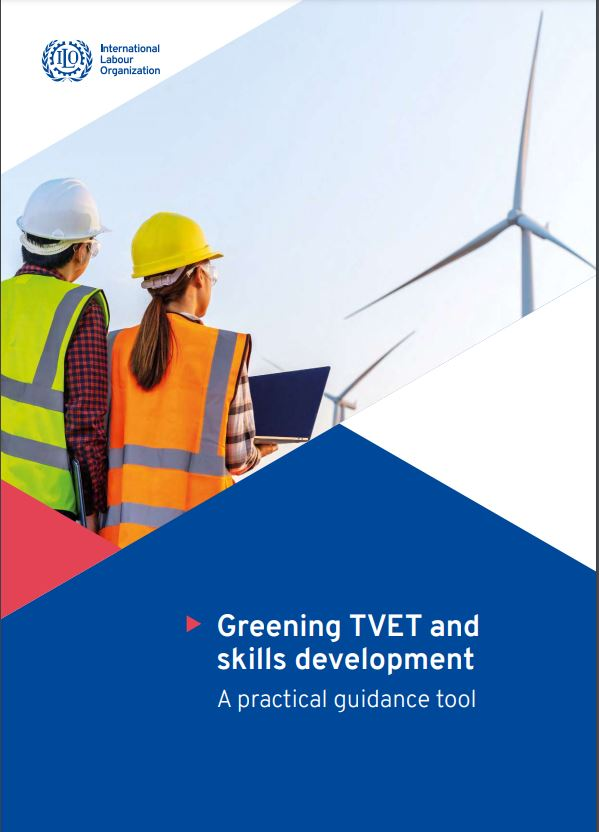 International
Labour
Organization
Greening TVET and
skills development
A practical guidance tool